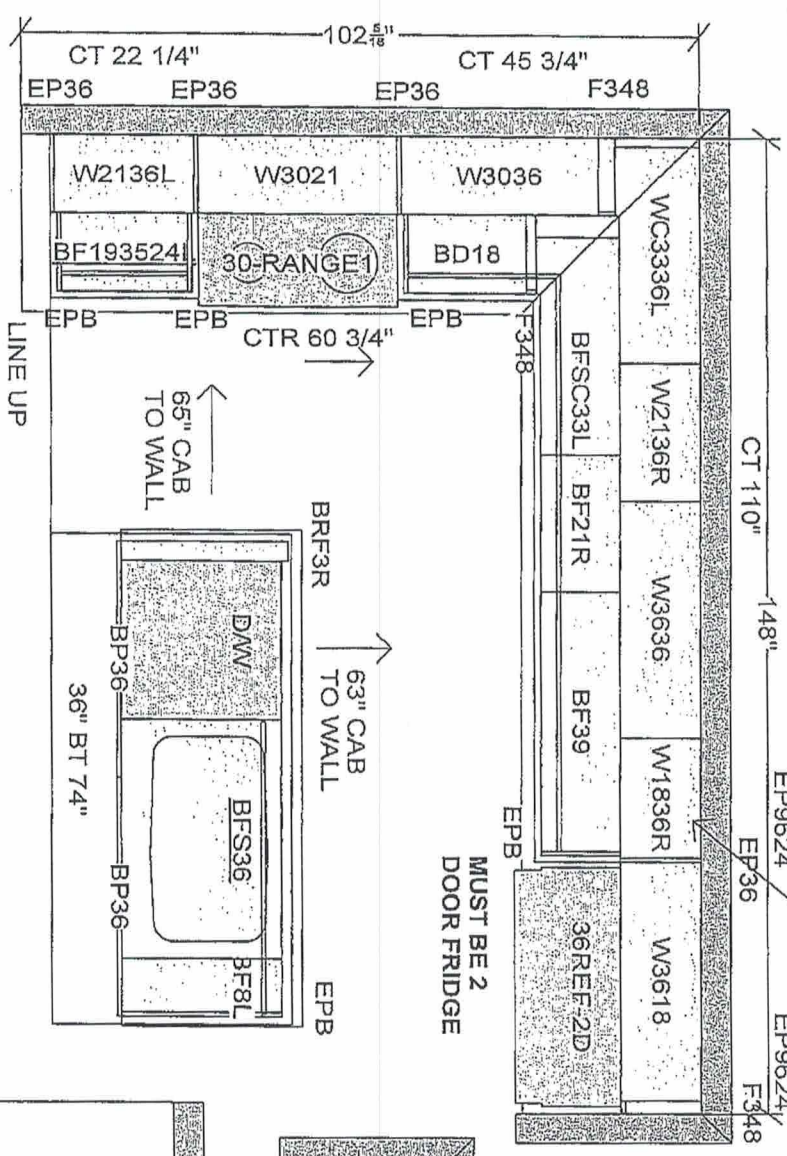 102 5/16"
CT 22 1/4"
CT 45 3/4"
EP36
EP36
EP36
F348
W2136L
W3021
W3036
BF193524L
30-RANGE1
BD18
EPB
EPB
EPB
F348
CTR 60 3/4"
LINE UP
65" CAB
TO WALL
63" CAB
TO WALL
WC3336L
W2136R
W3636
W1836R
W3618
BFSC33L
BF21R
BF39
36REF-2D
CT 110"
148"
EP9624
EP36
EP9624
F348
EPB
MUST BE 2
DOOR FRIDGE
BRF3R
D/W
BP36
BFS36
BP36
BF8L
EPB
36" BT 74"